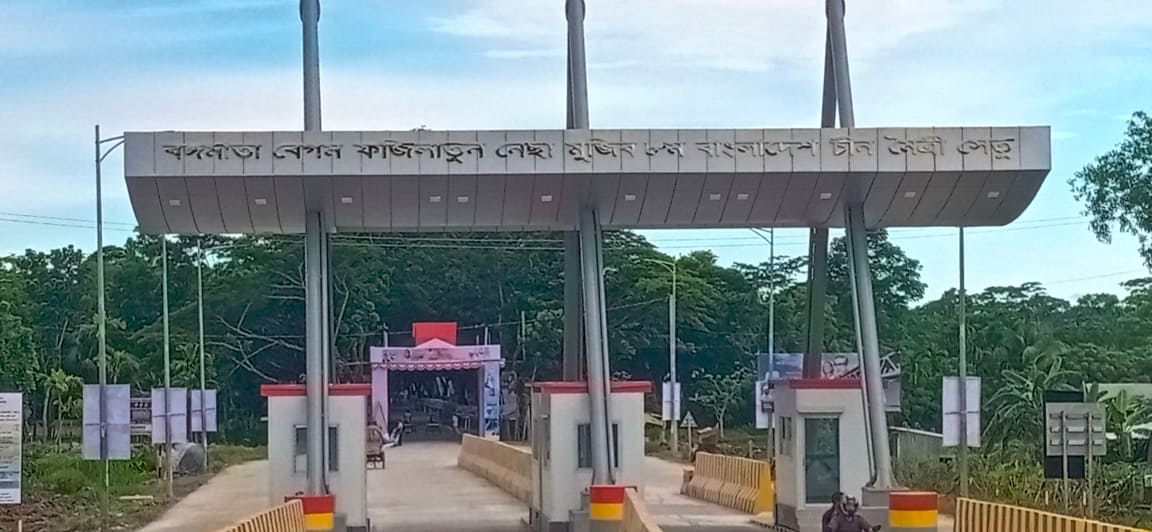 বঙ্গমাতা বেগম ফজিলাতুন নেছা মুজিব ৮ম বাংলাদেশ চীন মৈত্রী সেতু